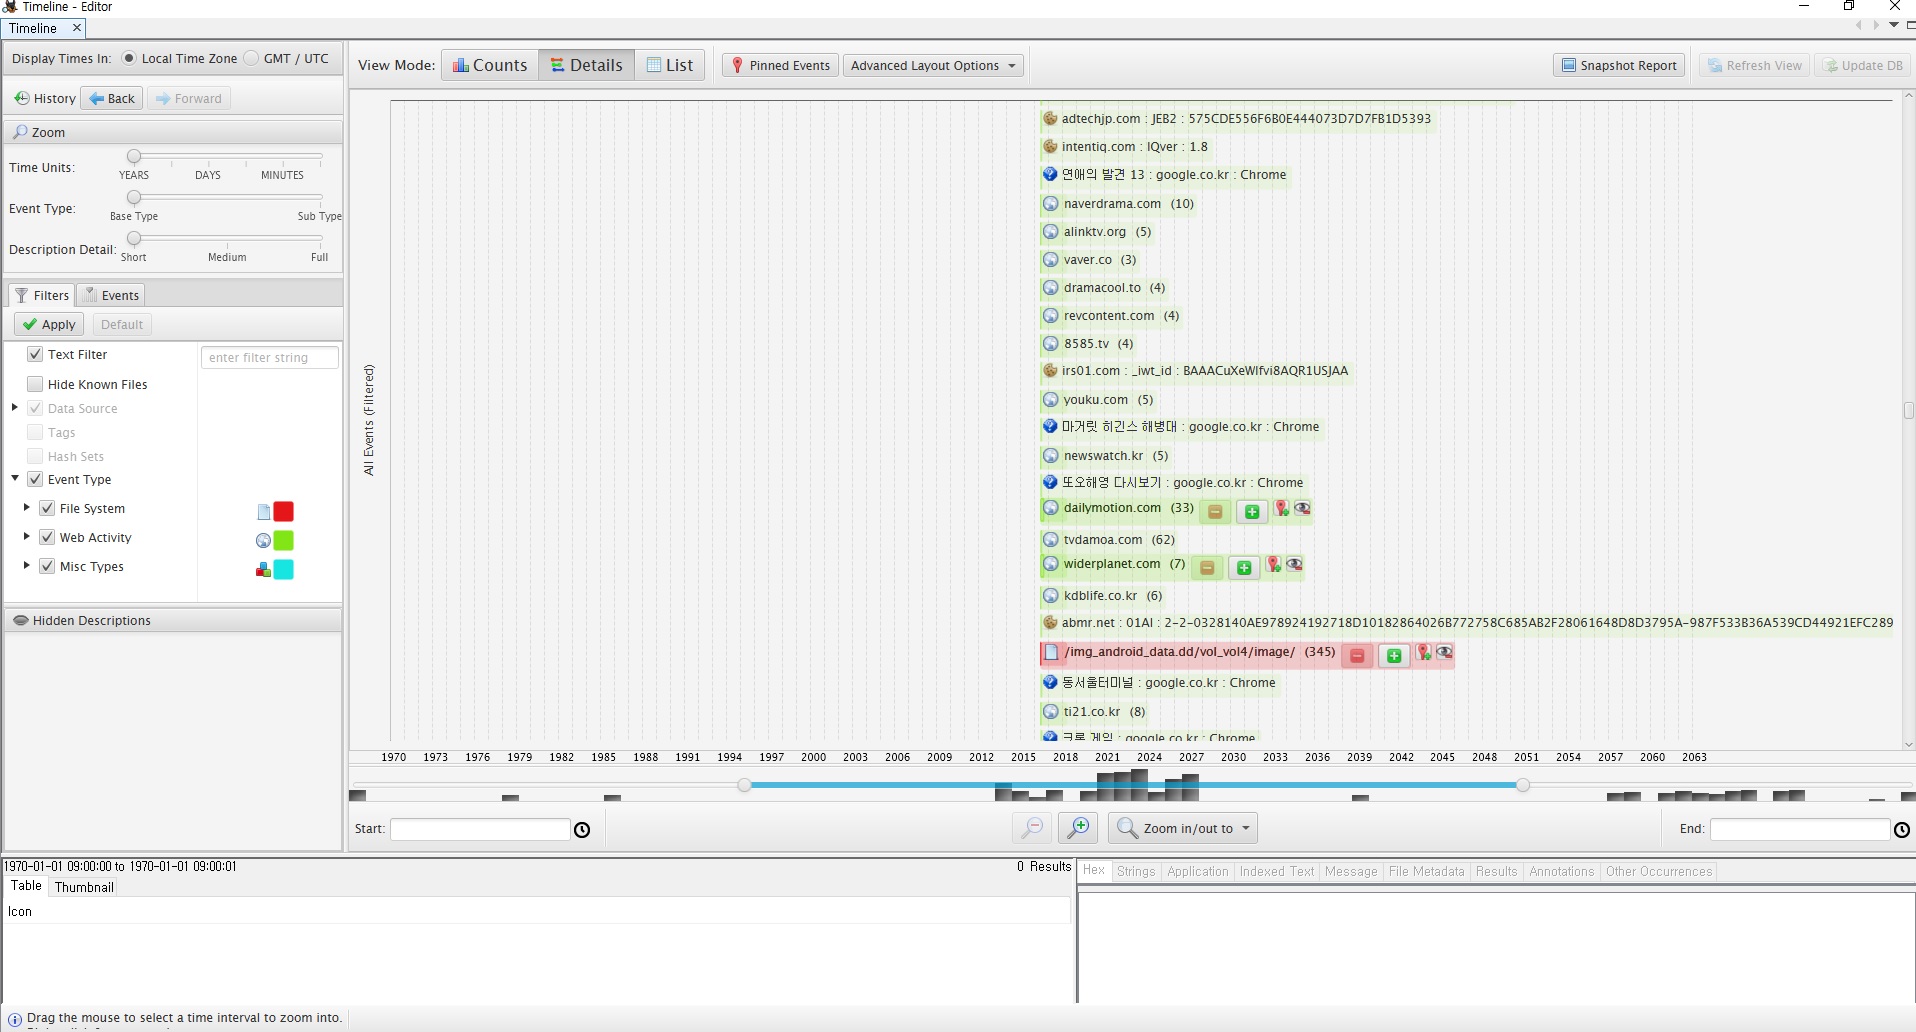 Timeline - Editor
Timeline
Display Times In: Local Time Zone GMT / UTC
History Back Forward
Zoom
Time Units:
YEARS DAYS MINUTES
Event Type:
Base Type Sub Type
Description Detail:
Short Medium Full
Filters Events
Apply Default
Text Filter enter filter string
Hide Known Files
Data Source
Tags
Hash Sets
Event Type
File System
Web Activity
Misc Types
Hidden Descriptions
View Mode: Counts Details List Pinned Events Advanced Layout Options Snapshot Report Refresh View Update DB
All Events (Filtered)
adtechjp.com : JEB2 : 575CDE556F6B0E444073D7D7FB1D5393
intentiq.com : IQver : 1.8
연애의 발견 13 : google.co.kr : Chrome
naverdrama.com (10)
alinktv.org (5)
vaver.co (3)
dramacool.to (4)
revcontent.com (4)
8585.tv (4)
irs01.com : _iwt_id : BAAACuXeWlfvi8AQR1USJAA
youku.com (5)
마거릿 히긴스 해병대 : google.co.kr : Chrome
newswatch.kr (5)
또오해영 다시보기 : google.co.kr : Chrome
dailymotion.com (33)
tvdamoa.com (62)
widerplanet.com (7)
kdblife.co.kr (6)
abmr.net : 01AI : 2-2-0328140AE978924192718D10182864026B772758C685AB2F28061648D8D3795A-987F533B36A539CD44921EFC289
/img_android_data.dd/vol_vol4/image/ (345)
동서울터미널 : google.co.kr : Chrome
ti21.co.kr (8)
크롬 게임 : google.co.kr : Chrome
1970 1973 1976 1979 1982 1985 1988 1991 1994 1997 2000 2003 2006 2009 2012 2015 2018 2021 2024 2027 2030 2033 2036 2039 2042 2045 2048 2051 2054 2057 2060 2063
Start: Zoom in/out to End:
1970-01-01 09:00:00 to 1970-01-01 09:00:01 0 Results
Table Thumbnail
Icon
Hex Strings Application Indexed Text Message File Metadata Results Annotations Other Occurrences
Drag the mouse to select a time interval to zoom into.